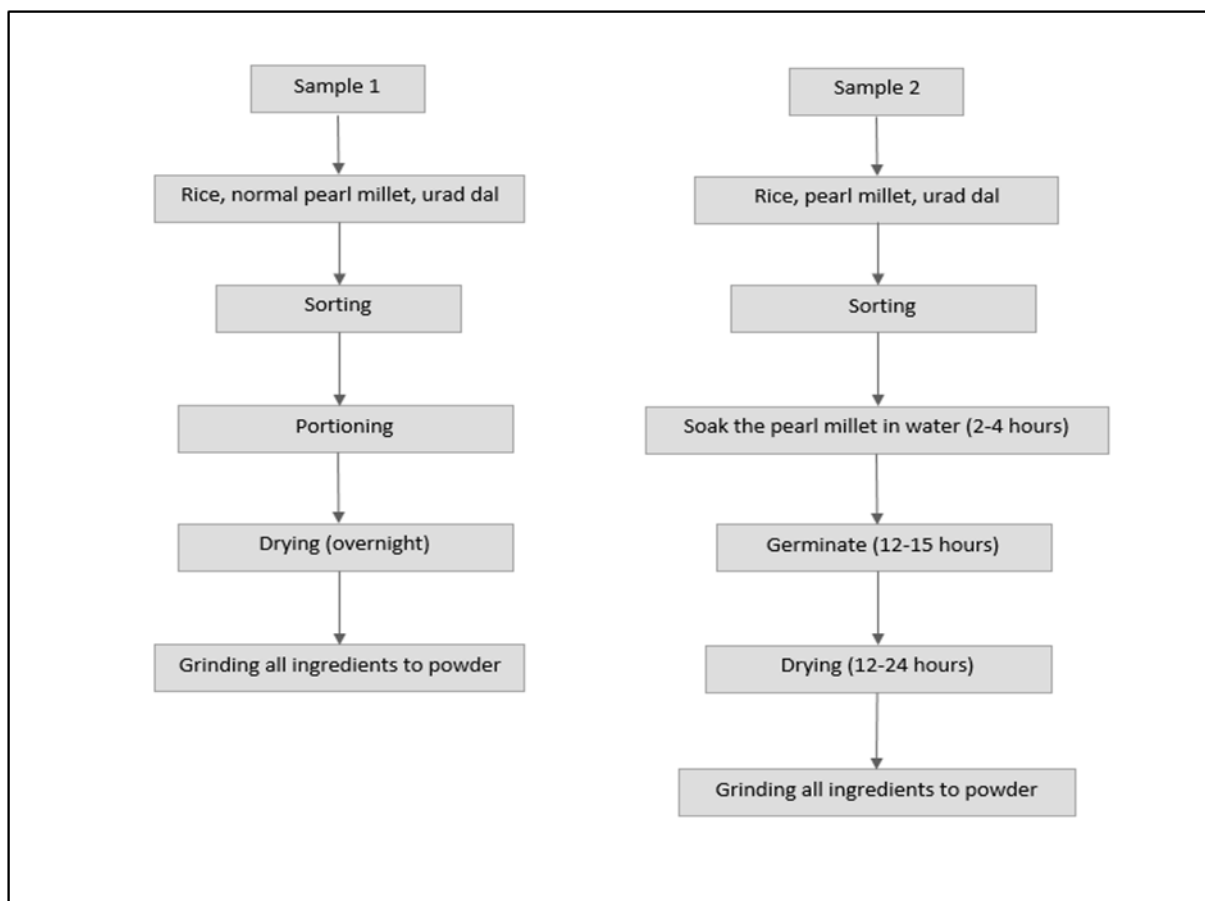 Sample 1
Rice, normal pearl millet, urad dal
Sorting
Portioning
Drying (overnight)
Grinding all ingredients to powder
Sample 2
Rice, pearl millet, urad dal
Sorting
Soak the pearl millet in water (2-4 hours)
Germinate (12-15 hours)
Drying (12-24 hours)
Grinding all ingredients to powder